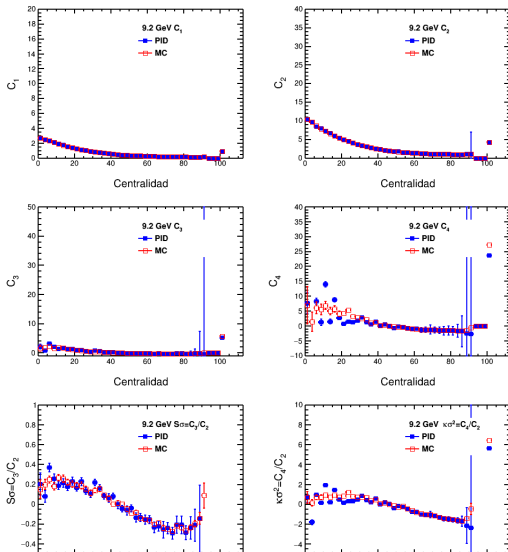 9.2 GeV C1
PID
MC
C1
20
18
16
14
12
10
8
6
4
2
0
0 20 40 60 80 100
Centralidad
9.2 GeV C2
PID
MC
C2
40
35
30
25
20
15
10
5
0
0 20 40 60 80 100
Centralidad
9.2 GeV C3
PID
MC
C3
50
40
30
20
10
0
0 20 40 60 80 100
Centralidad
9.2 GeV C4
PID
MC
C4
40
35
30
25
20
15
10
5
0
−5
−10
0 20 40 60 80 100
Centralidad
9.2 GeV Sσ=C3/C2
PID
MC
Sσ=C3/C2
1
0.8
0.6
0.4
0.2
0
−0.2
−0.4
9.2 GeV κσ²=C4/C2
PID
MC
κσ²=C4/C2
10
8
6
4
2
0
−2
−4